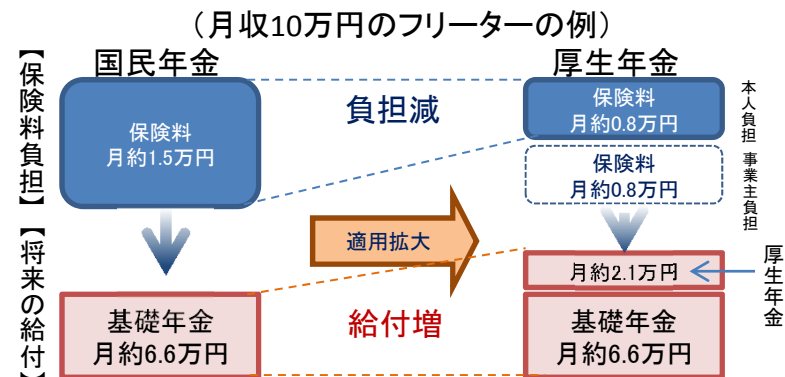 （月収10万円のフリーターの例）
【保険料負担】
国民年金
保険料
月約1.5万円
負担減
厚生年金
保険料
月約0.8万円
本人負担
保険料
月約0.8万円
事業主負担
適用拡大
【将来の給付】
基礎年金
月約6.6万円
給付増
月約2.1万円
厚生年金
基礎年金
月約6.6万円